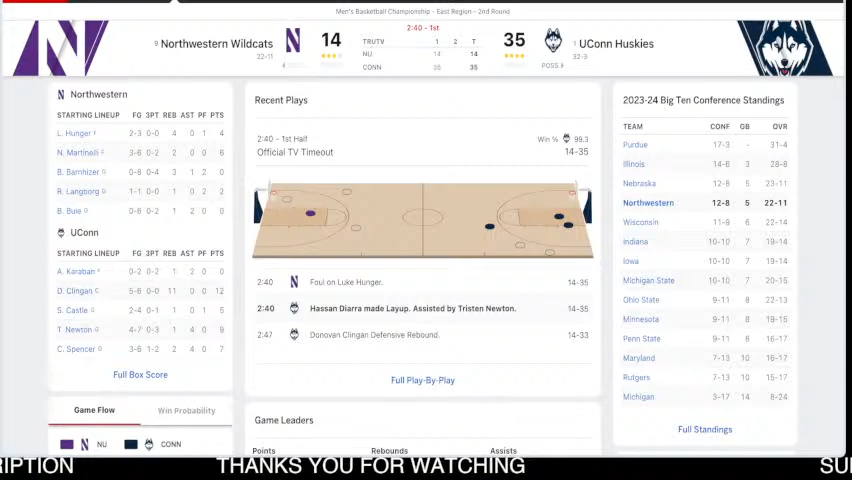 Men's Basketball Championship - East Region - 2nd Round
2:40 - 1st
9 Northwestern Wildcats
22-11
14
TRUTV 1 2 T
NU 14 14
CONN 35 35
35
POSS
1 UConn Huskies
32-3
Northwestern
STARTING LINEUP FG 3PT REB AST PF PTS
L. Hunger F 2-3 0-0 4 0 1 4
N. Martinelli F 3-6 0-2 2 0 0 6
B. Barnhizer G 0-8 0-4 3 1 2 0
R. Langborg G 1-1 0-0 1 0 2 2
B. Buie G 0-8 0-2 1 2 0 0
UConn
STARTING LINEUP FG 3PT REB AST PF PTS
A. Karaban F 0-2 0-2 1 2 0 0
D. Clingan C 5-6 0-0 11 0 0 12
S. Castle G 2-4 0-1 1 0 1 5
T. Newton G 4-7 0-3 1 4 0 9
C. Spencer G 3-6 1-2 2 4 0 7
Full Box Score
Game Flow Win Probability
NU CONN
Recent Plays
2:40 - 1st Half
Win % 99.3
Official TV Timeout
14-35
2:40 Foul on Luke Hunger. 14-35
2:40 Hassan Diarra made Layup. Assisted by Tristen Newton. 14-35
2:47 Donovan Clingan Defensive Rebound. 14-33
Full Play-By-Play
Game Leaders
Points Rebounds Assists
2023-24 Big Ten Conference Standings
TEAM CONF GB OVR
Purdue 17-3 - 31-4
Illinois 14-6 3 28-8
Nebraska 12-8 5 23-11
Northwestern 12-8 5 22-11
Wisconsin 11-9 6 22-14
Indiana 10-10 7 19-14
Iowa 10-10 7 19-14
Michigan State 10-10 7 20-15
Ohio State 9-11 8 22-13
Minnesota 9-11 8 19-15
Penn State 9-11 8 16-17
Maryland 7-13 10 16-17
Rutgers 7-13 10 15-17
Michigan 3-17 14 8-24
Full Standings
RIPTION THANKS YOU FOR WATCHING SU